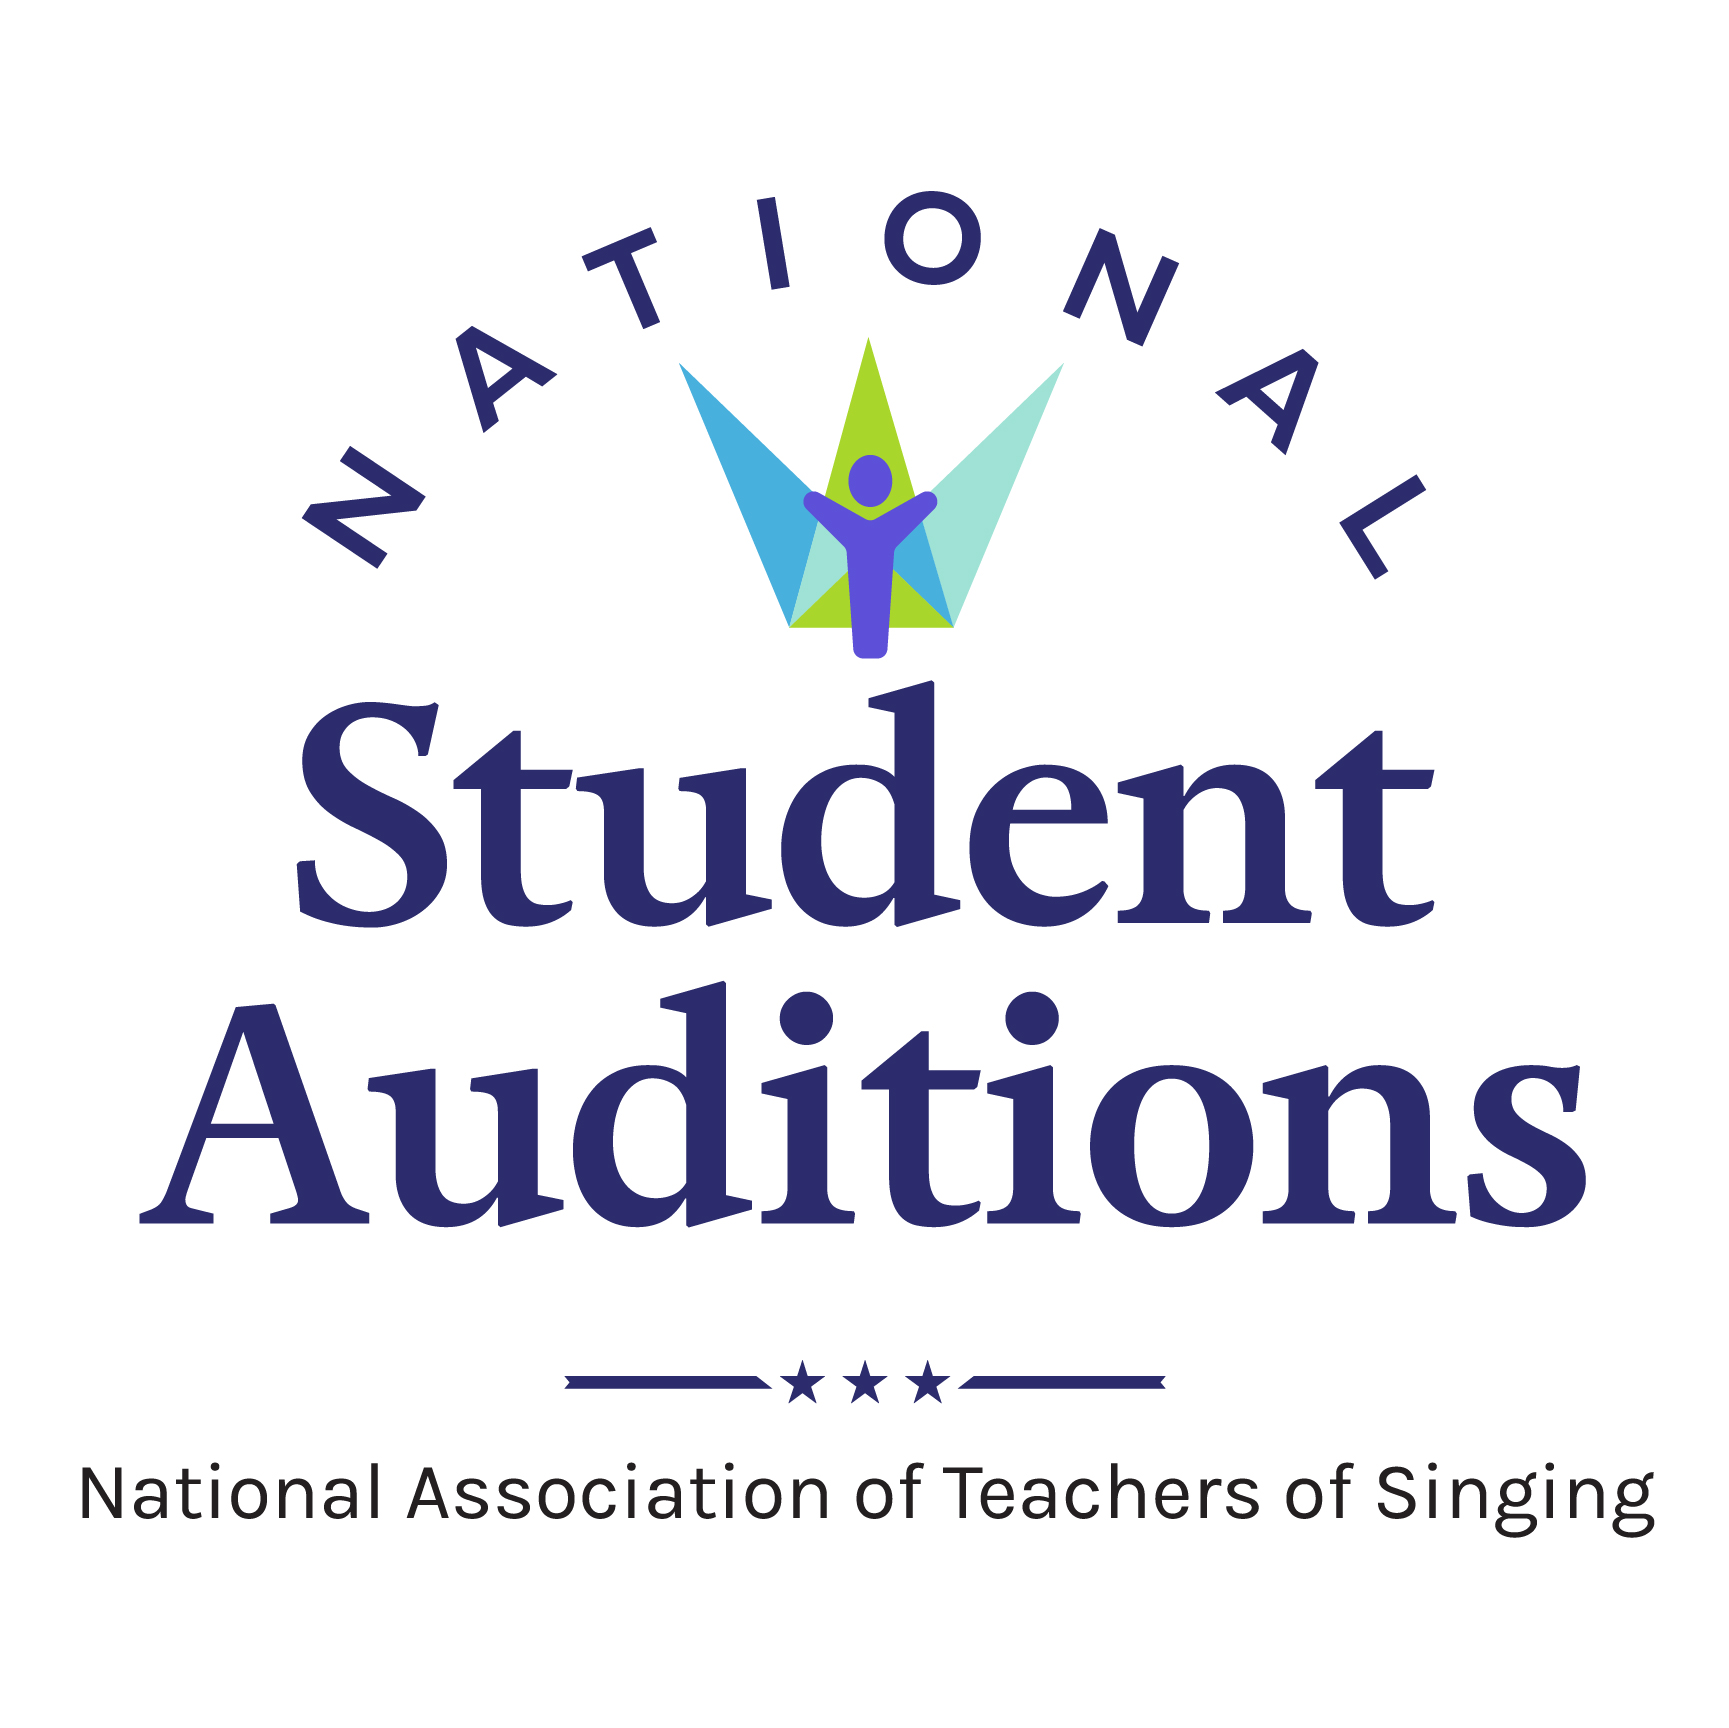 NATIONAL
Student
Auditions
National Association of Teachers of Singing